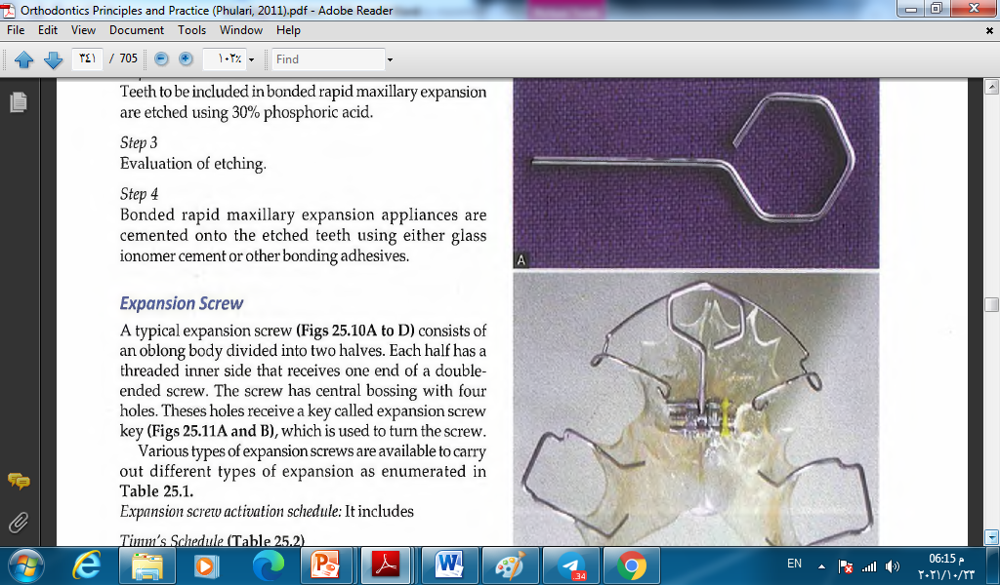 Orthodontics Principles and Practice (Phulari, 2011).pdf - Adobe Reader
File Edit View Document Tools Window Help
٣٤١ / 705 ١٠٢٪ Find
Teeth to be included in bonded rapid maxillary expansion
are etched using 30% phosphoric acid.
Step 3
Evaluation of etching.
Step 4
Bonded rapid maxillary expansion appliances are
cemented onto the etched teeth using either glass
ionomer cement or other bonding adhesives.
Expansion Screw
A typical expansion screw (Figs 25.10A to D) consists of
an oblong body divided into two halves. Each half has a
threaded inner side that receives one end of a double-
ended screw. The screw has central bossing with four
holes. Theses holes receive a key called expansion screw
key (Figs 25.11A and B), which is used to turn the screw.
Various types of expansion screws are available to carry
out different types of expansion as enumerated in
Table 25.1.
Expansion screw activation schedule: It includes
Timm's Schedule (Table 25.2)
A
EN
06:15 م
٢٠٢١/١٠/٢٣
34